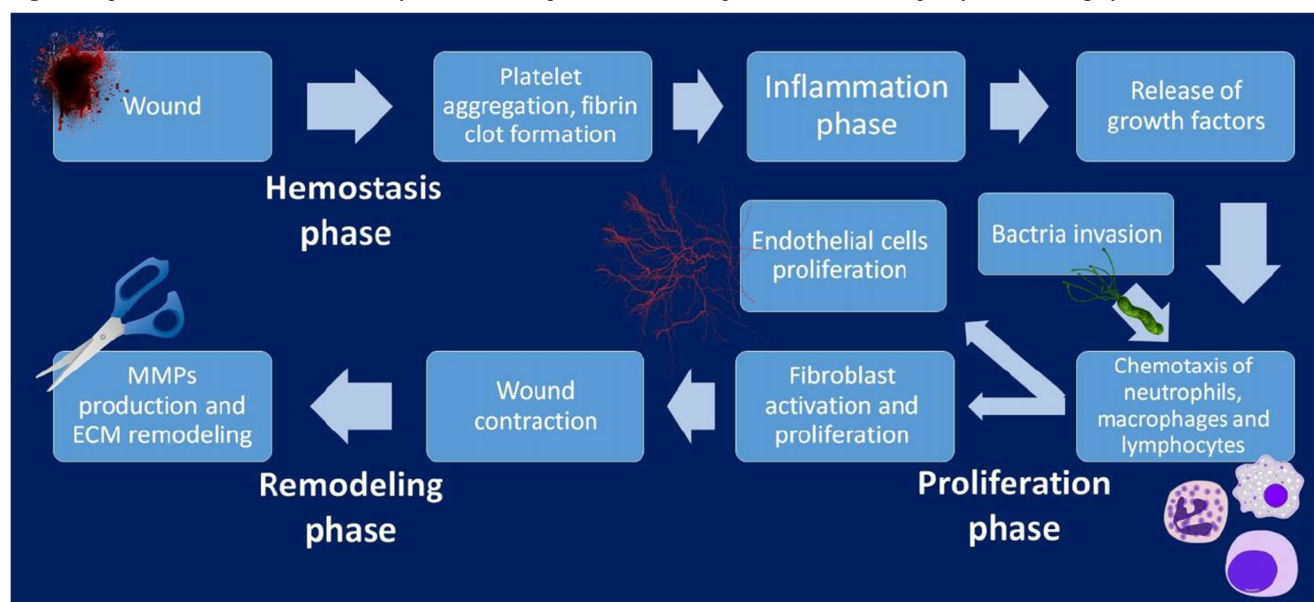 Wound
Platelet
aggregation, fibrin
clot formation
Inflammation
phase
Release of
growth factors
Hemostasis
phase
Endothelial cells
proliferation
Bactria invasion
MMPs
production and
ECM remodeling
Wound
contraction
Fibroblast
activation and
proliferation
Chemotaxis of
neutrophils,
macrophages and
lymphocytes
Remodeling
phase
Proliferation
phase